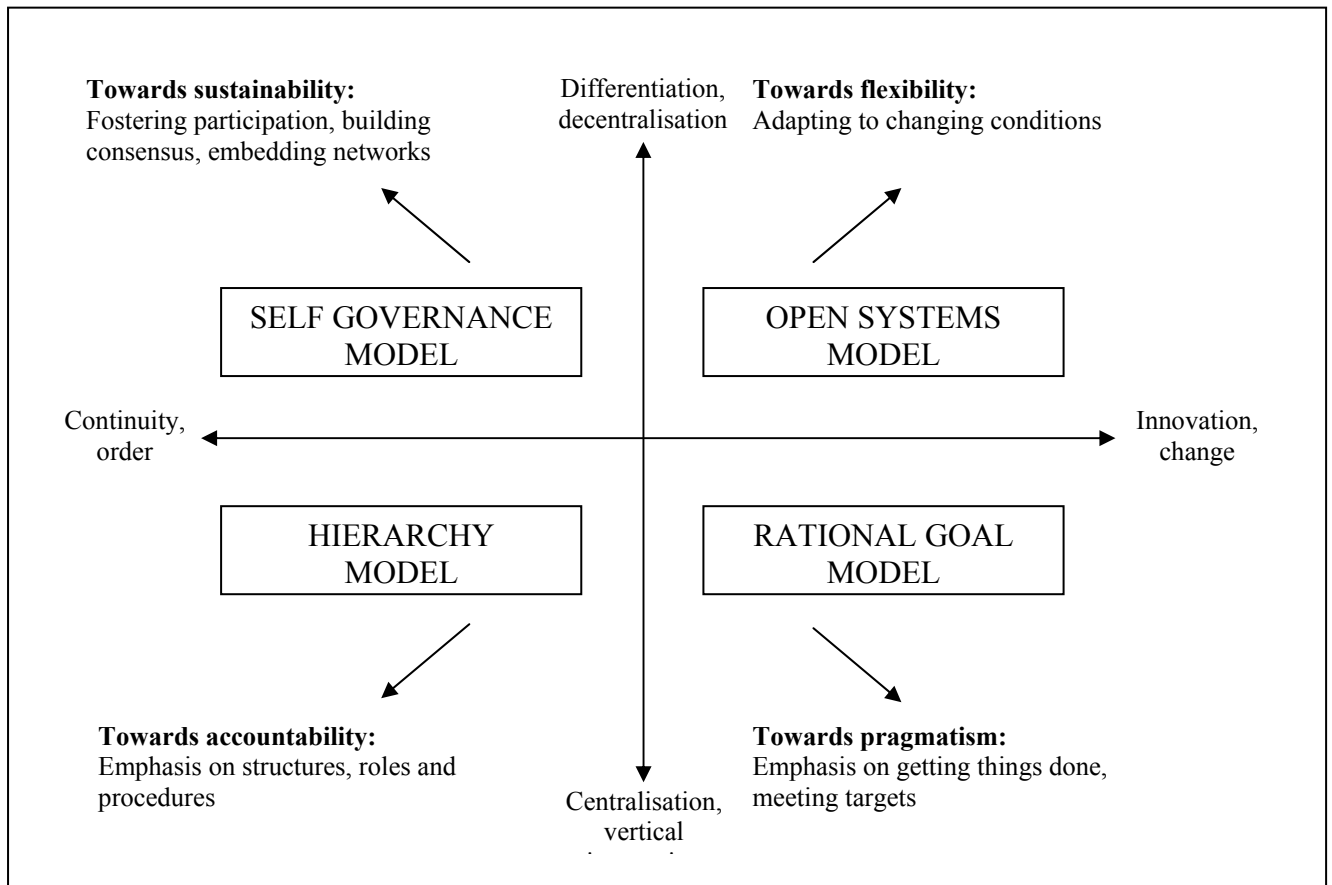 Towards sustainability:
Fostering participation, building
consensus, embedding networks
Differentiation,
decentralisation
Towards flexibility:
Adapting to changing conditions
SELF GOVERNANCE
MODEL
OPEN SYSTEMS
MODEL
Continuity,
order
Innovation,
change
HIERARCHY
MODEL
RATIONAL GOAL
MODEL
Towards accountability:
Emphasis on structures, roles and
procedures
Centralisation,
vertical
Towards pragmatism:
Emphasis on getting things done,
meeting targets